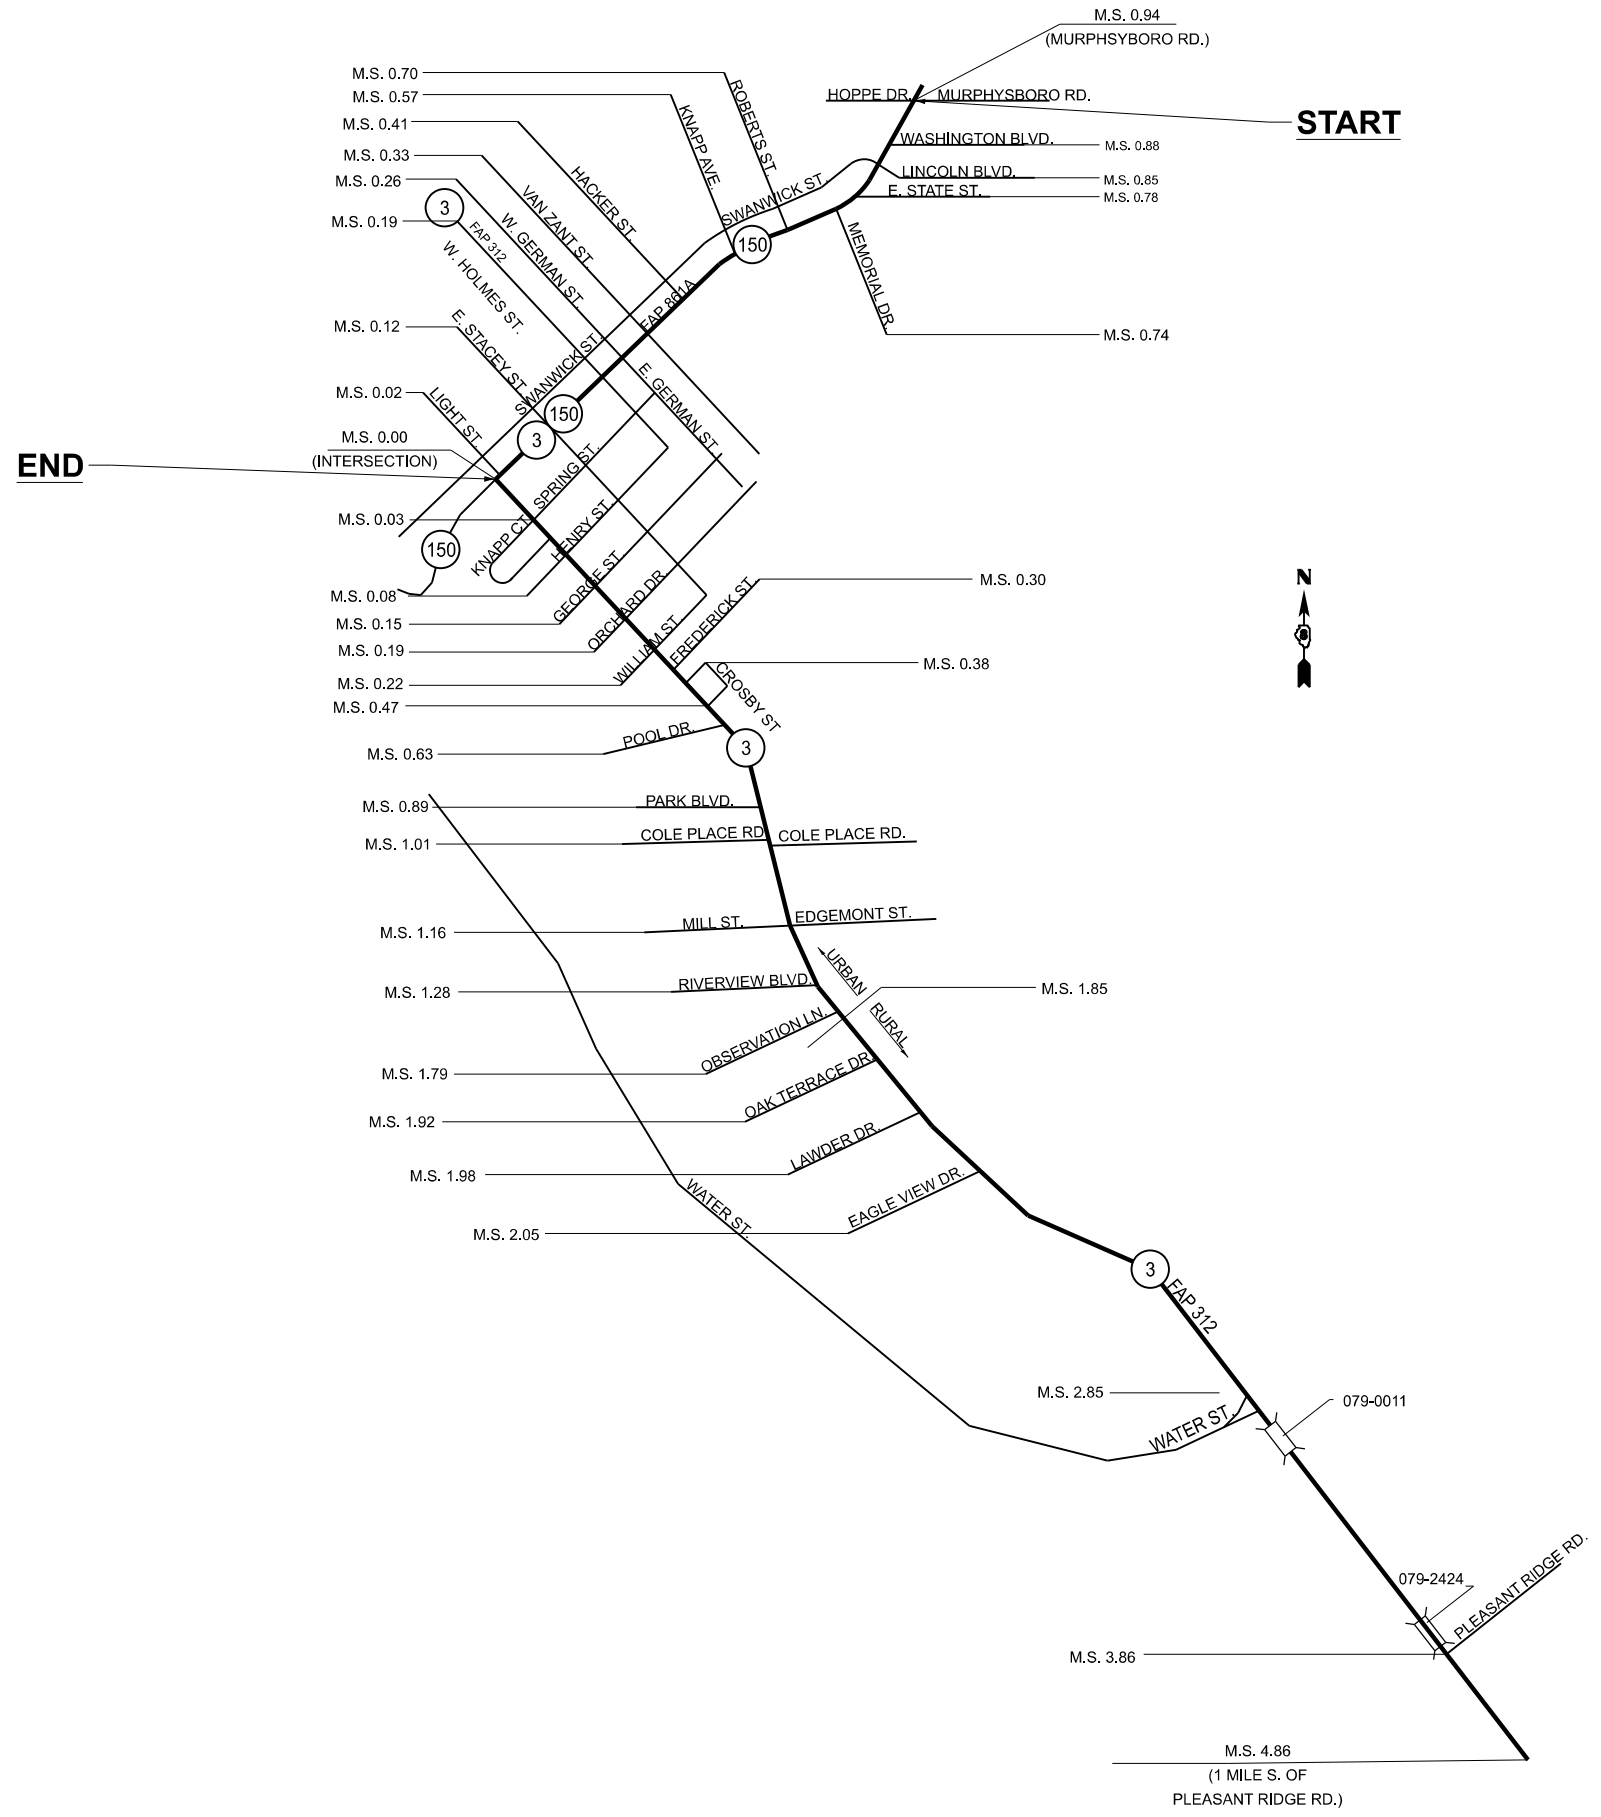 M.S. 0.94
(MURPHSYBORO RD.)
M.S. 0.70
M.S. 0.57
M.S. 0.41
M.S. 0.33
M.S. 0.26
M.S. 0.19
3
FAP 312
W. HOLMES ST.
W. GERMAN ST.
VAN ZANT ST.
HACKER ST.
KNAPP AVE.
ROBERTS ST.
HOPPE DR.
MURPHYSBORO RD.
START
WASHINGTON BLVD.
M.S. 0.88
LINCOLN BLVD.
M.S. 0.85
E. STATE ST.
M.S. 0.78
SWANWICK ST.
150
MEMORIAL DR.
M.S. 0.74
FAP 861A
M.S. 0.12
E. STACEY ST.
SWANWICK ST.
E. GERMAN ST.
M.S. 0.02
LIGHT ST.
150
3
M.S. 0.00
(INTERSECTION)
END
SPRING ST.
M.S. 0.03
KNAPP CT.
HENRY ST.
150
M.S. 0.08
GEORGE ST.
M.S. 0.15
ORCHARD DR.
M.S. 0.19
WILLIAM ST.
M.S. 0.22
FREDERICK ST.
M.S. 0.30
N
S
M.S. 0.38
CROSBY ST
M.S. 0.47
POOL DR.
M.S. 0.63
3
M.S. 0.89
PARK BLVD.
M.S. 1.01
COLE PLACE RD.
COLE PLACE RD.
M.S. 1.16
MILL ST.
EDGEMONT ST.
URBAN
RURAL
M.S. 1.28
RIVERVIEW BLVD.
M.S. 1.85
OBSERVATION LN.
M.S. 1.79
OAK TERRACE DR.
M.S. 1.92
LAWDER DR.
M.S. 1.98
EAGLE VIEW DR.
WATER ST.
M.S. 2.05
3
FAP 312
M.S. 2.85
079-0011
WATER ST.
079-2424
PLEASANT RIDGE RD.
M.S. 3.86
M.S. 4.86
(1 MILE S. OF
PLEASANT RIDGE RD.)